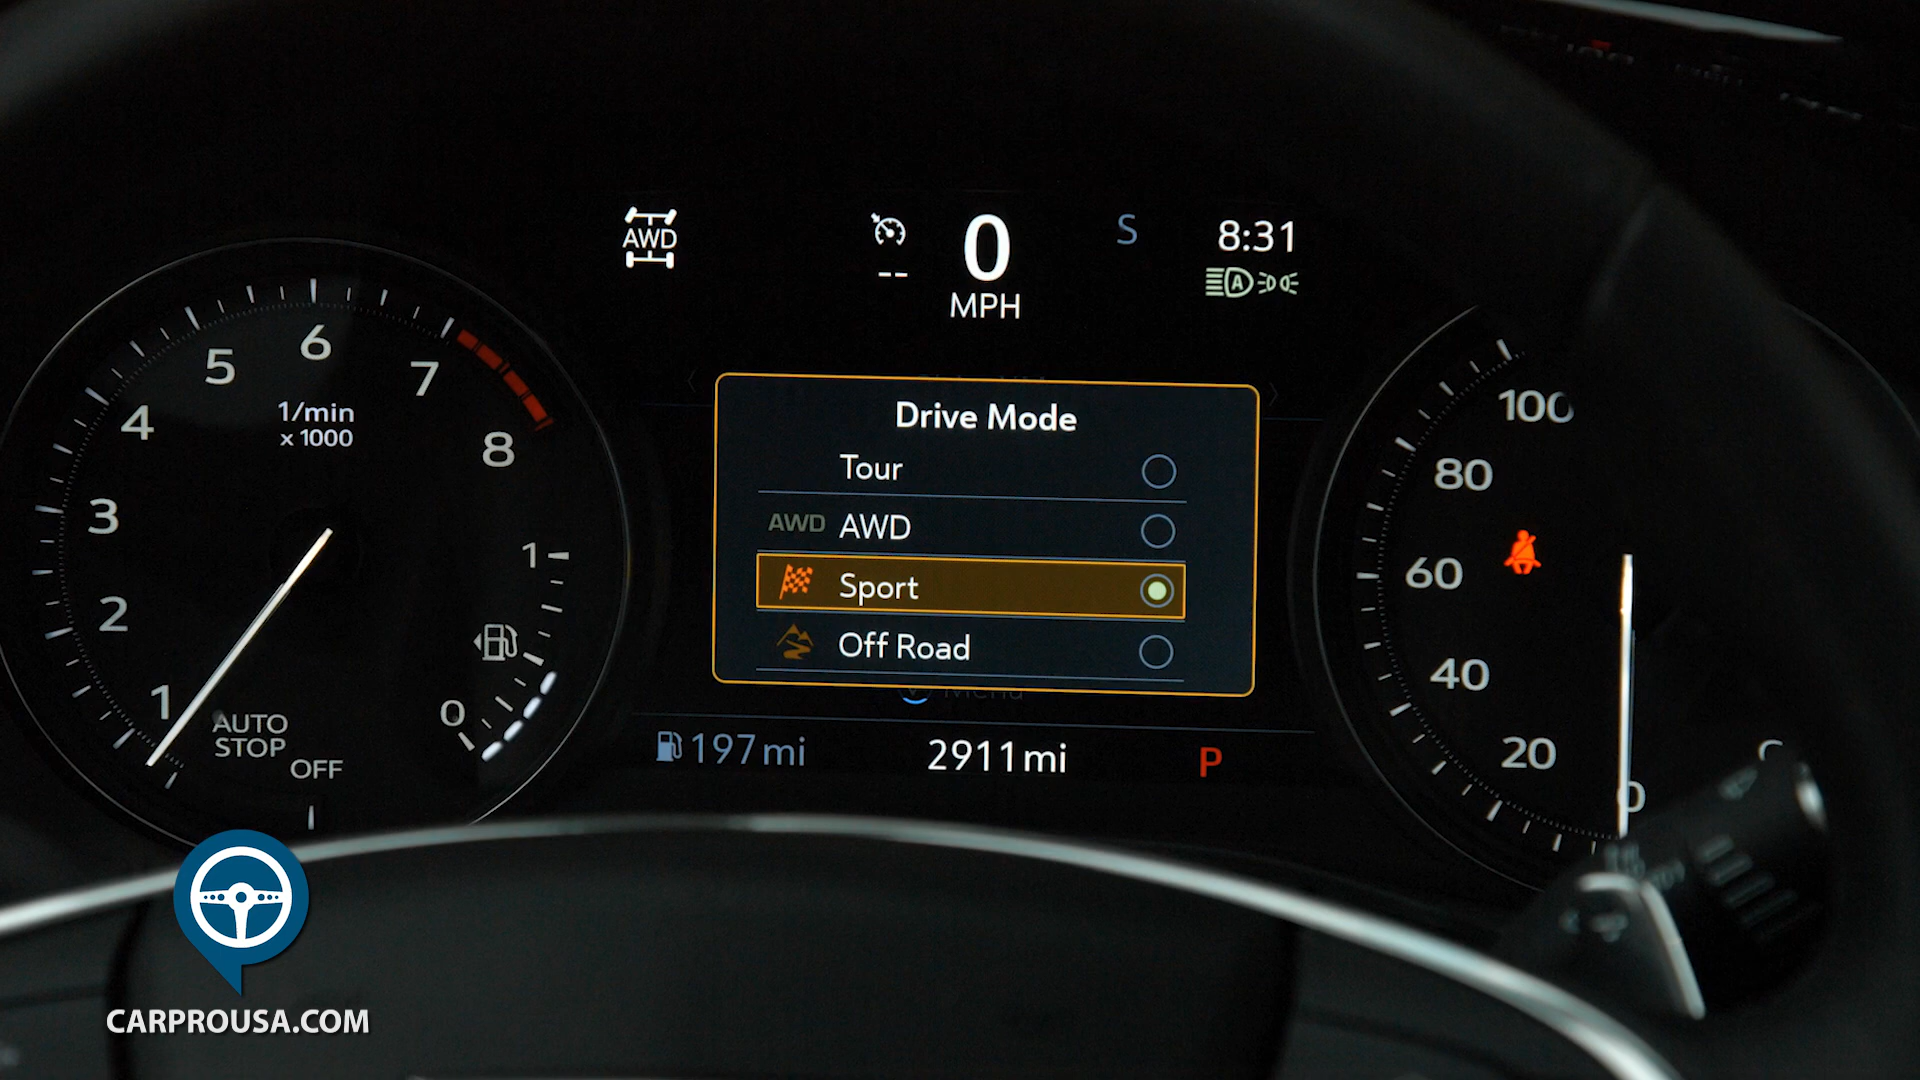 AWD
0
MPH
S
8:31
A
--
1/min
x 1000
1
2
3
4
5
6
7
8
AUTO
STOP
OFF
1
0
Drive Mode
Tour
AWD AWD
Sport
Off Road
Menu
197 mi
2911 mi
P
100
80
60
40
20
0
CARPROUSA.COM